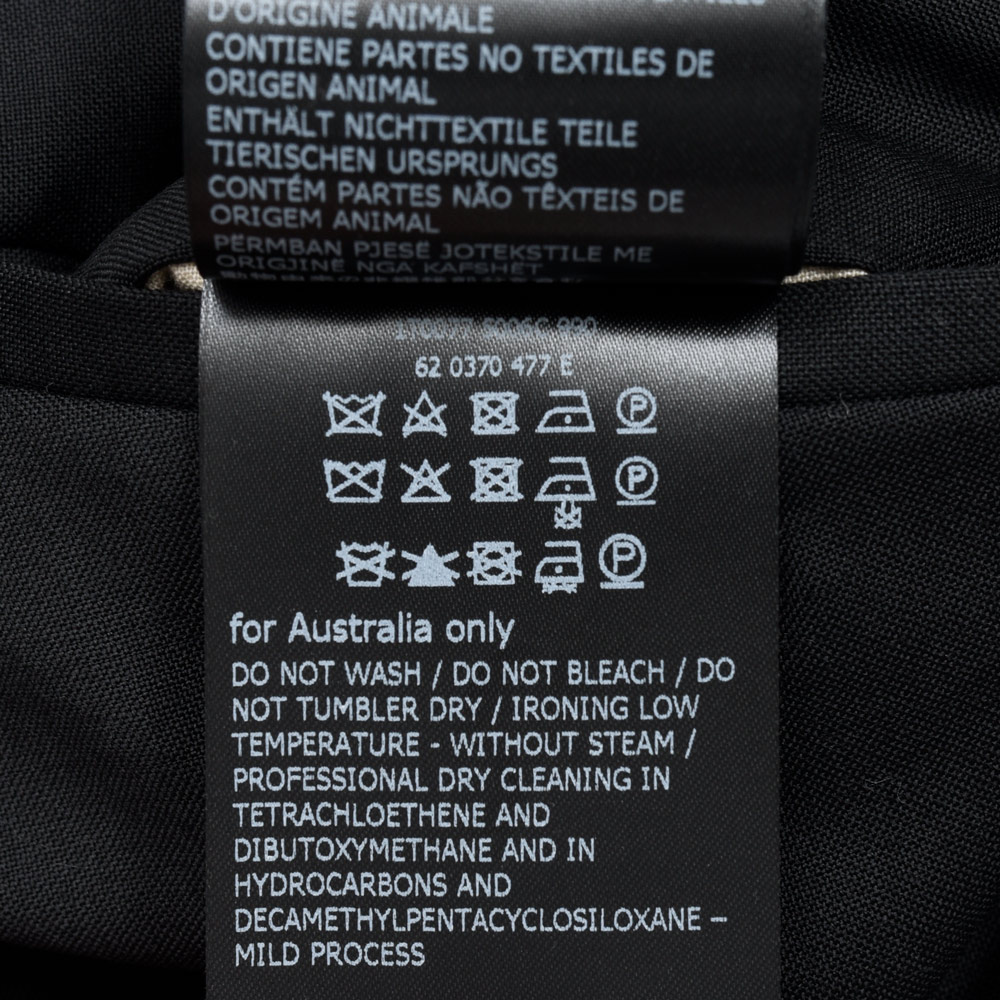 D'ORIGINE ANIMALE
CONTIENE PARTES NO TEXTILES DE
ORIGEN ANIMAL
ENTHÄLT NICHTTEXTILE TEILE
TIERISCHEN URSPRUNGS
CONTÉM PARTES NÃO TÊXTEIS DE
ORIGEM ANIMAL
PËRMBAN PJESË JOTEKSTILE ME
ORIGJINË NGA KAFSHËT
62 0370 477 E
P
P
P
for Australia only
DO NOT WASH / DO NOT BLEACH / DO
NOT TUMBLER DRY / IRONING LOW
TEMPERATURE - WITHOUT STEAM /
PROFESSIONAL DRY CLEANING IN
TETRACHLOETHENE AND
DIBUTOXYMETHANE AND IN
HYDROCARBONS AND
DECAMETHYLPENTACYCLOSILOXANE –
MILD PROCESS